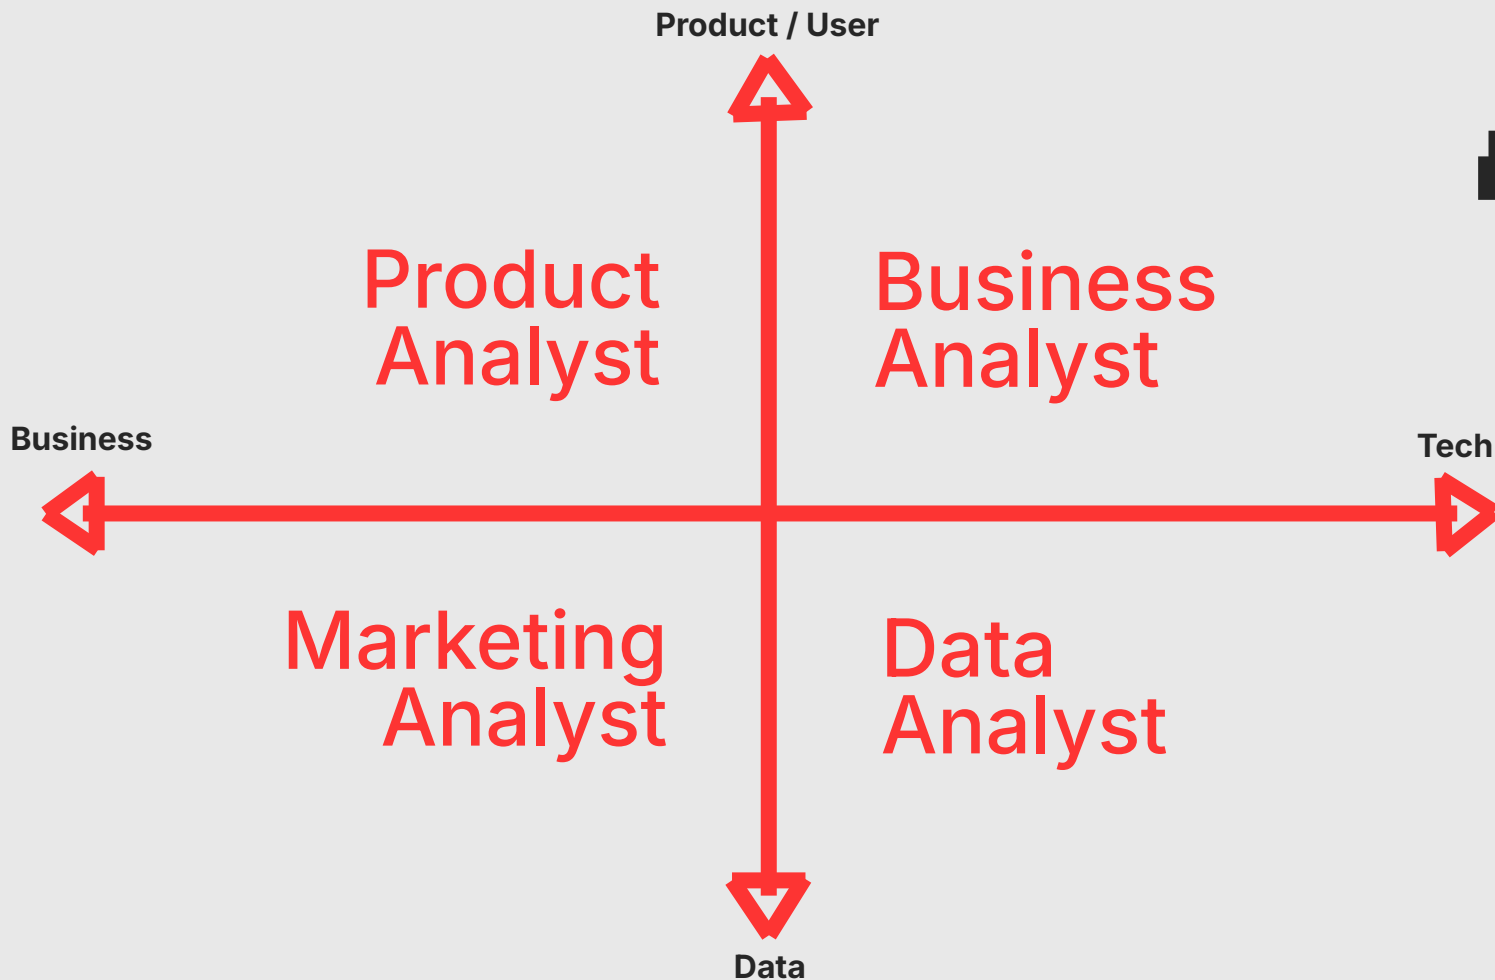 Product / User
Product
Analyst
Business
Analyst
Business
Tech
Marketing
Analyst
Data
Analyst
Data